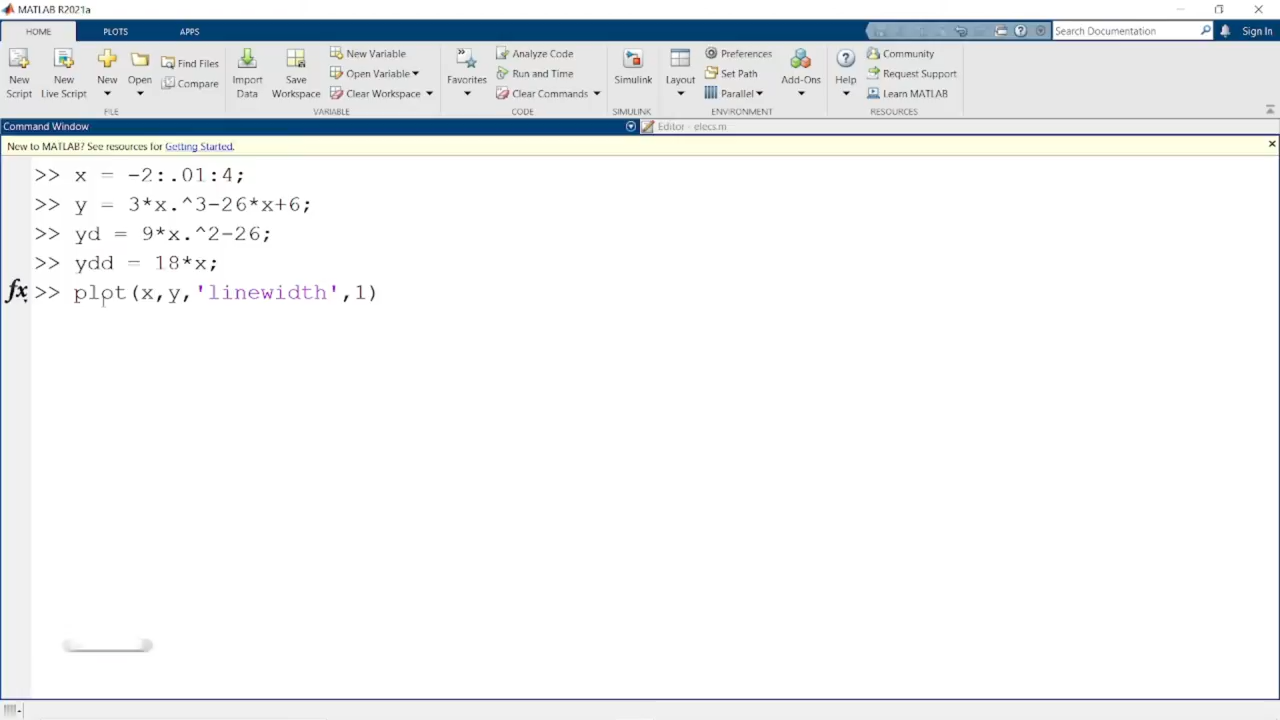 MATLAB R2021a
HOME PLOTS APPS
Search Documentation Sign In
New Script
New Live Script
New
Open
Find Files
Compare
FILE
Import Data
Save Workspace
New Variable
Open Variable
Clear Workspace
VARIABLE
Favorites
Analyze Code
Run and Time
Clear Commands
CODE
Simulink
SIMULINK
Layout
Preferences
Set Path
Parallel
Add-Ons
ENVIRONMENT
Help
Community
Request Support
Learn MATLAB
RESOURCES
Command Window
Editor - elecs.m
New to MATLAB? See resources for Getting Started.
>> x = -2:.01:4;
>> y = 3*x.^3-26*x+6;
>> yd = 9*x.^2-26;
>> ydd = 18*x;
fx >> plot(x,y,'linewidth',1)